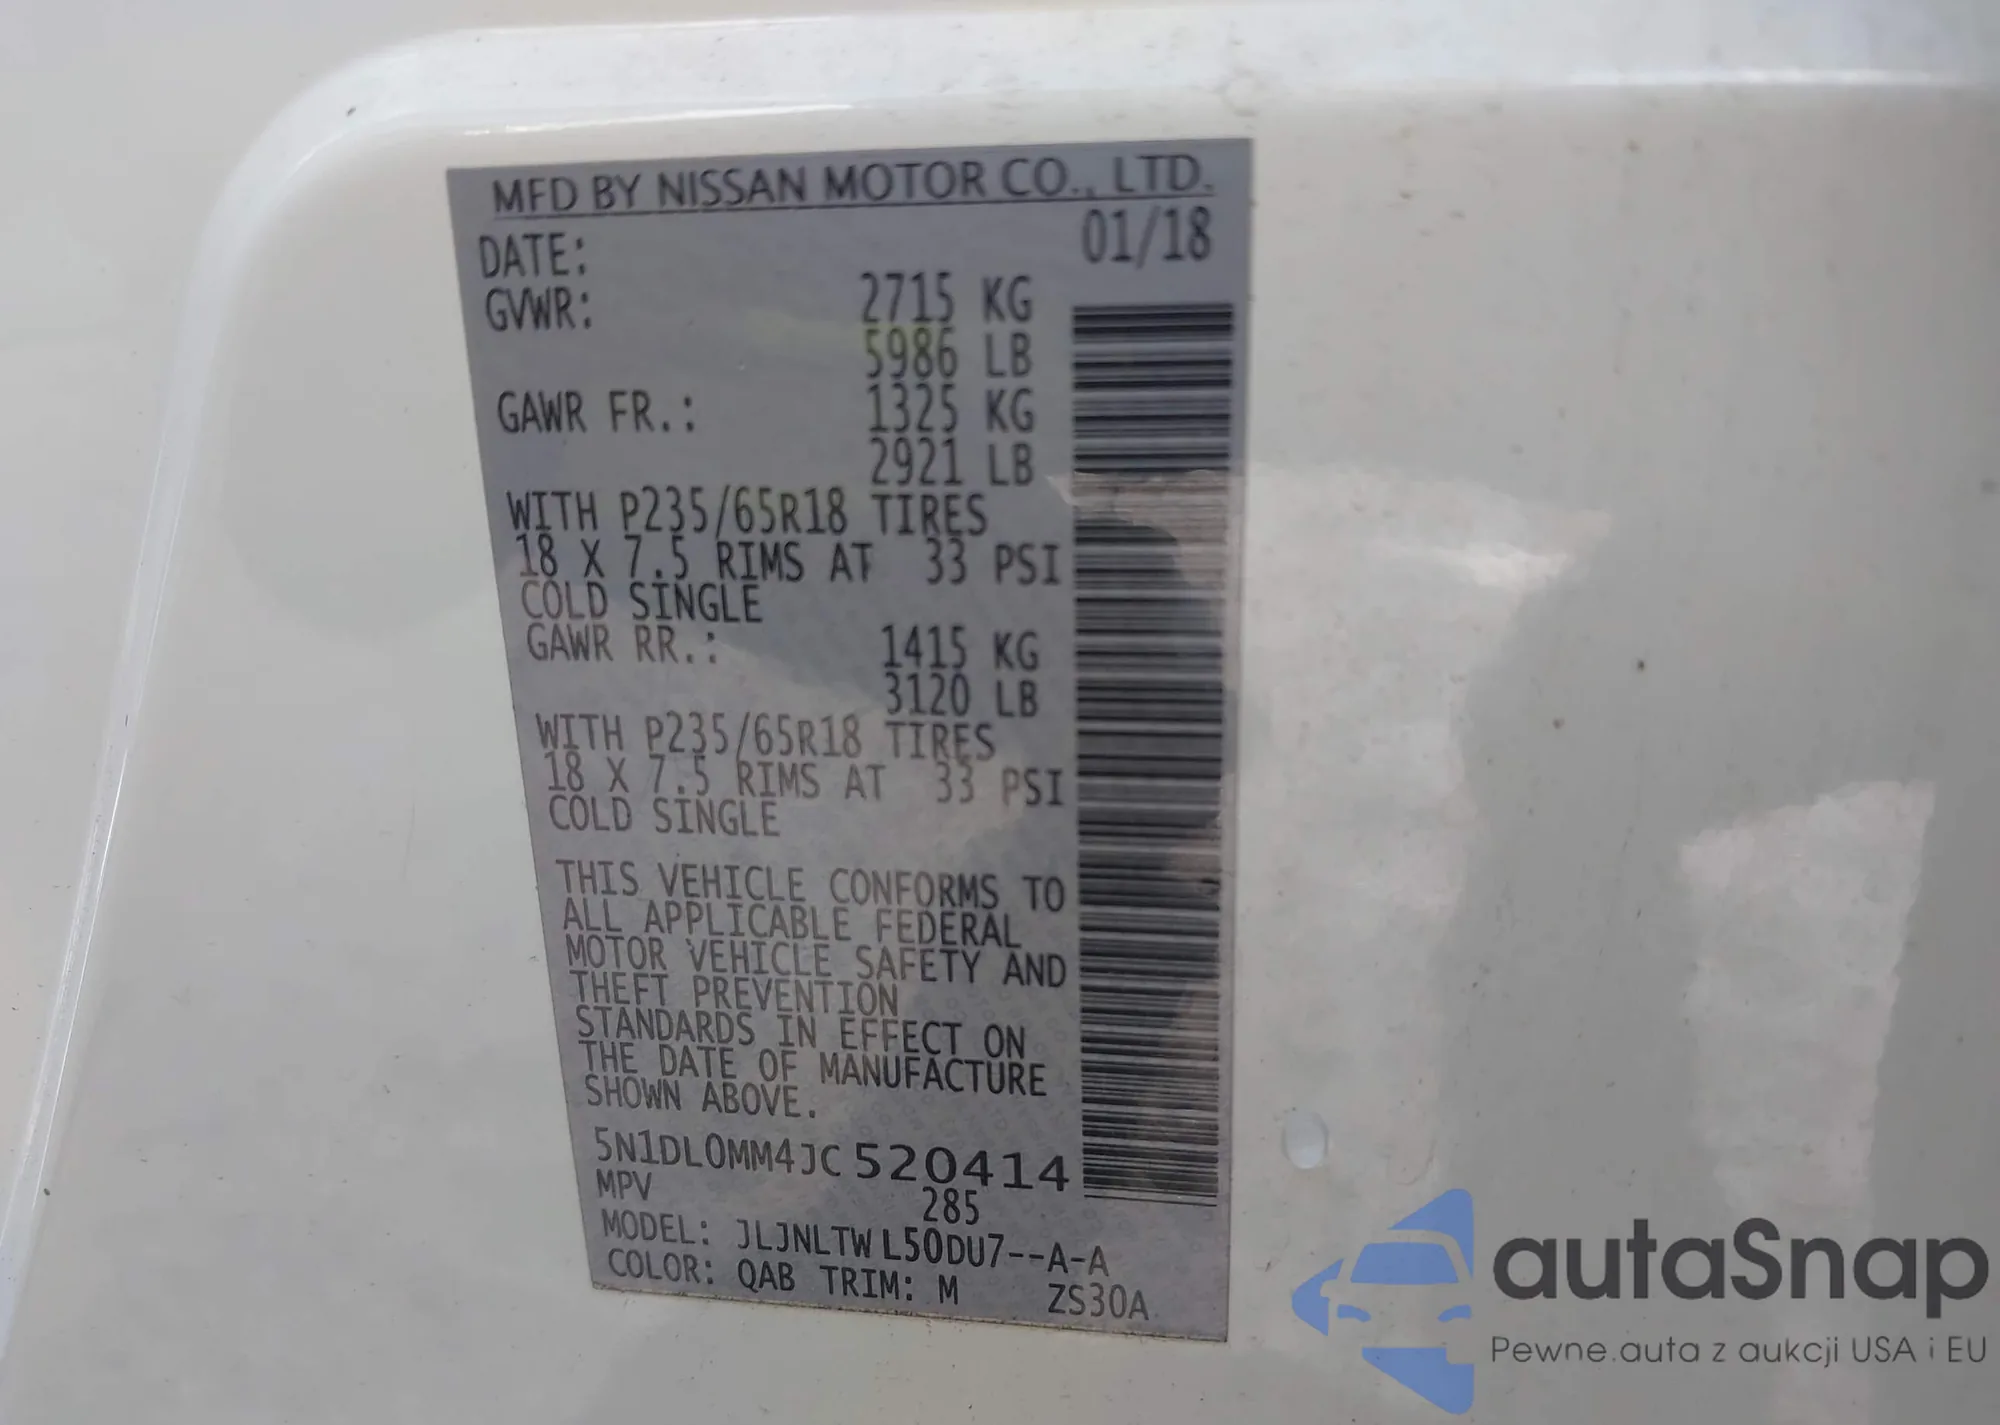 MFD BY NISSAN MOTOR CO., LTD.
DATE: 01/18
GVWR: 2715 KG
5986 LB
GAWR FR.: 1325 KG
2921 LB
WITH P235/65R18 TIRES
18 X 7.5 RIMS AT 33 PSI
COLD SINGLE
GAWR RR.: 1415 KG
3120 LB
WITH P235/65R18 TIRES
18 X 7.5 RIMS AT 33 PSI
COLD SINGLE
THIS VEHICLE CONFORMS TO
ALL APPLICABLE FEDERAL
MOTOR VEHICLE SAFETY AND
THEFT PREVENTION
STANDARDS IN EFFECT ON
THE DATE OF MANUFACTURE
SHOWN ABOVE.
5N1DL0MM4JC520414
MPV 285
MODEL: JLJNLTWL50DU7--A-A
COLOR: QAB TRIM: M ZS30A
autaSnap
Pewne.auta z aukcji USA i EU